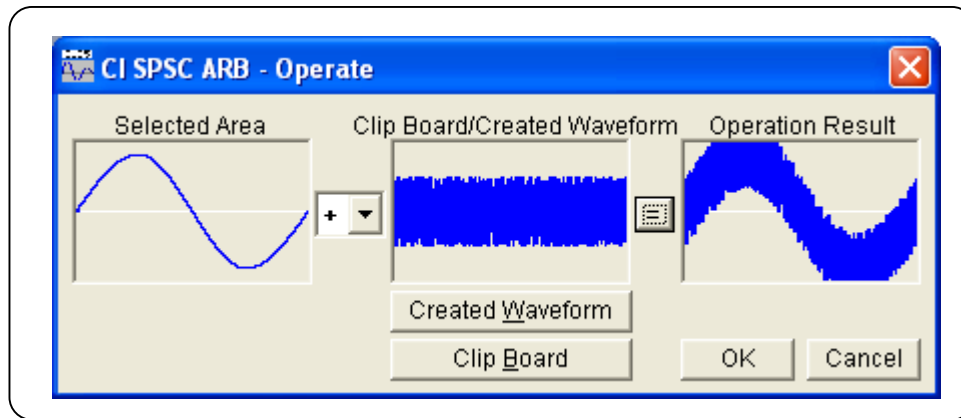 CI SPSC ARB - Operate
Selected Area
Clip Board/Created Waveform
Operation Result
+
=
Created Waveform
Clip Board
OK
Cancel